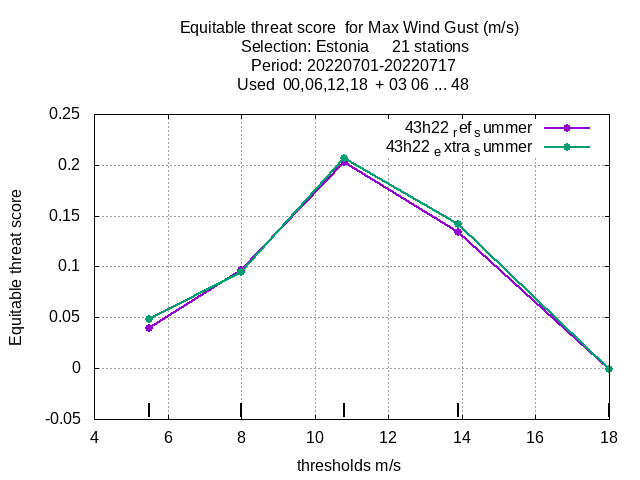 Equitable threat score  for Max Wind Gust (m/s)
Selection: Estonia     21 stations
Period: 20220701-20220717
Used  00,06,12,18  + 03 06 ... 48
43h22 ref summer
43h22 extra summer
Equitable threat score
0.25
0.2
0.15
0.1
0.05
0
-0.05
4 6 8 10 12 14 16 18
thresholds m/s